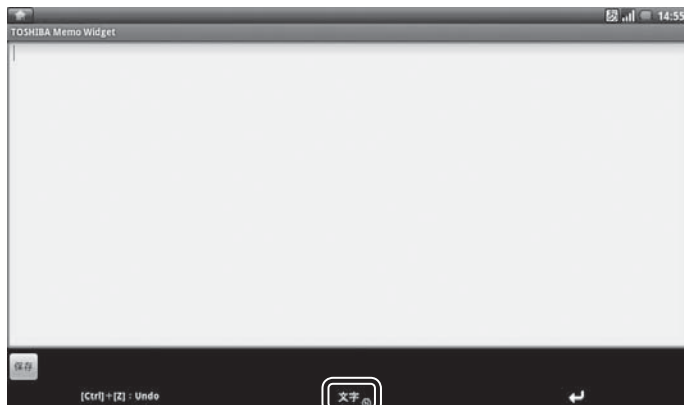 14:55
TOSHIBA Memo Widget
保存
[Ctrl]+[Z] : Undo
文字